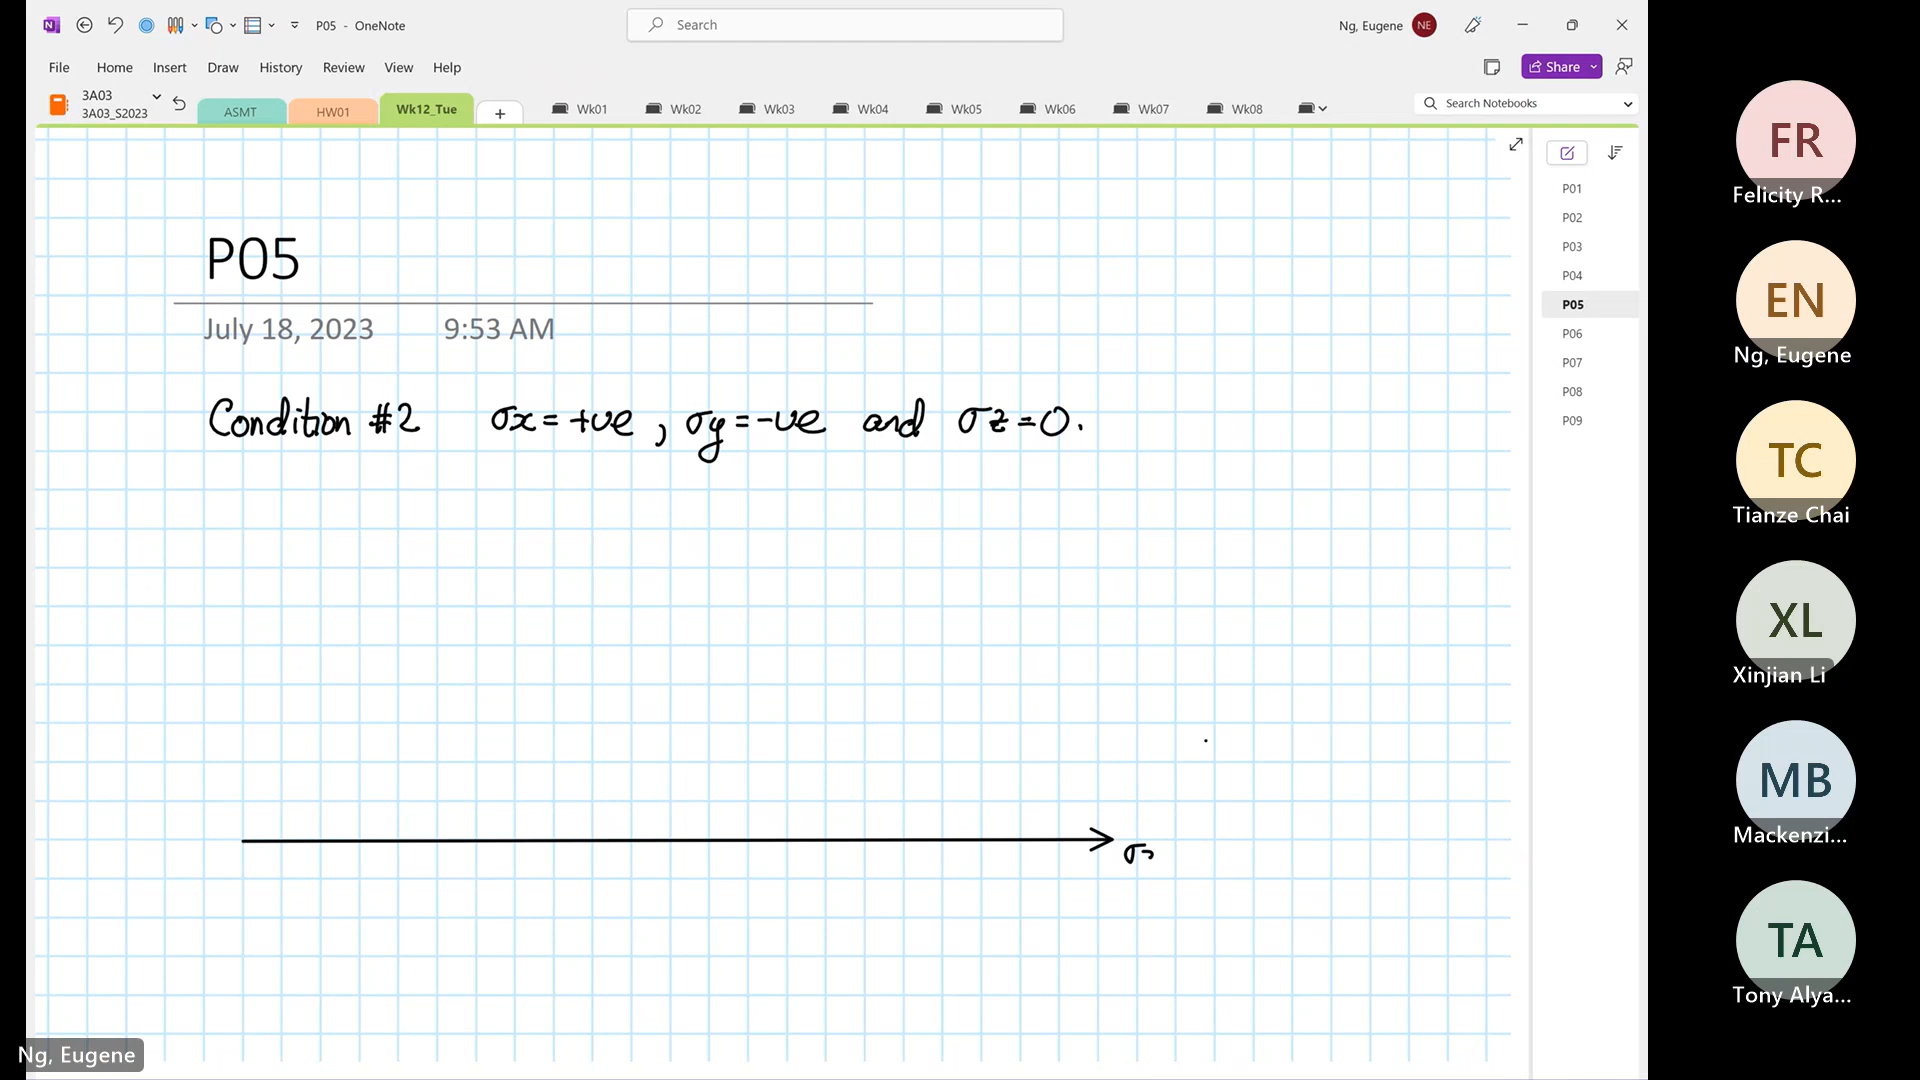 P05 - OneNote
Search
Ng, Eugene
NE
File Home Insert Draw History Review View Help
Share
3A03
3A03_S2023
ASMT
HW01
Wk12_Tue
+
Wk01
Wk02
Wk03
Wk04
Wk05
Wk06
Wk07
Wk08
Search Notebooks
P05
July 18, 2023 9:53 AM
Condition #2 σx = +ve , σy = -ve and σz = 0.
P01
P02
P03
P04
P05
P06
P07
P08
P09
FR
Felicity R...
EN
Ng, Eugene
TC
Tianze Chai
XL
Xinjian Li
MB
Mackenzi...
TA
Tony Alya...
Ng, Eugene